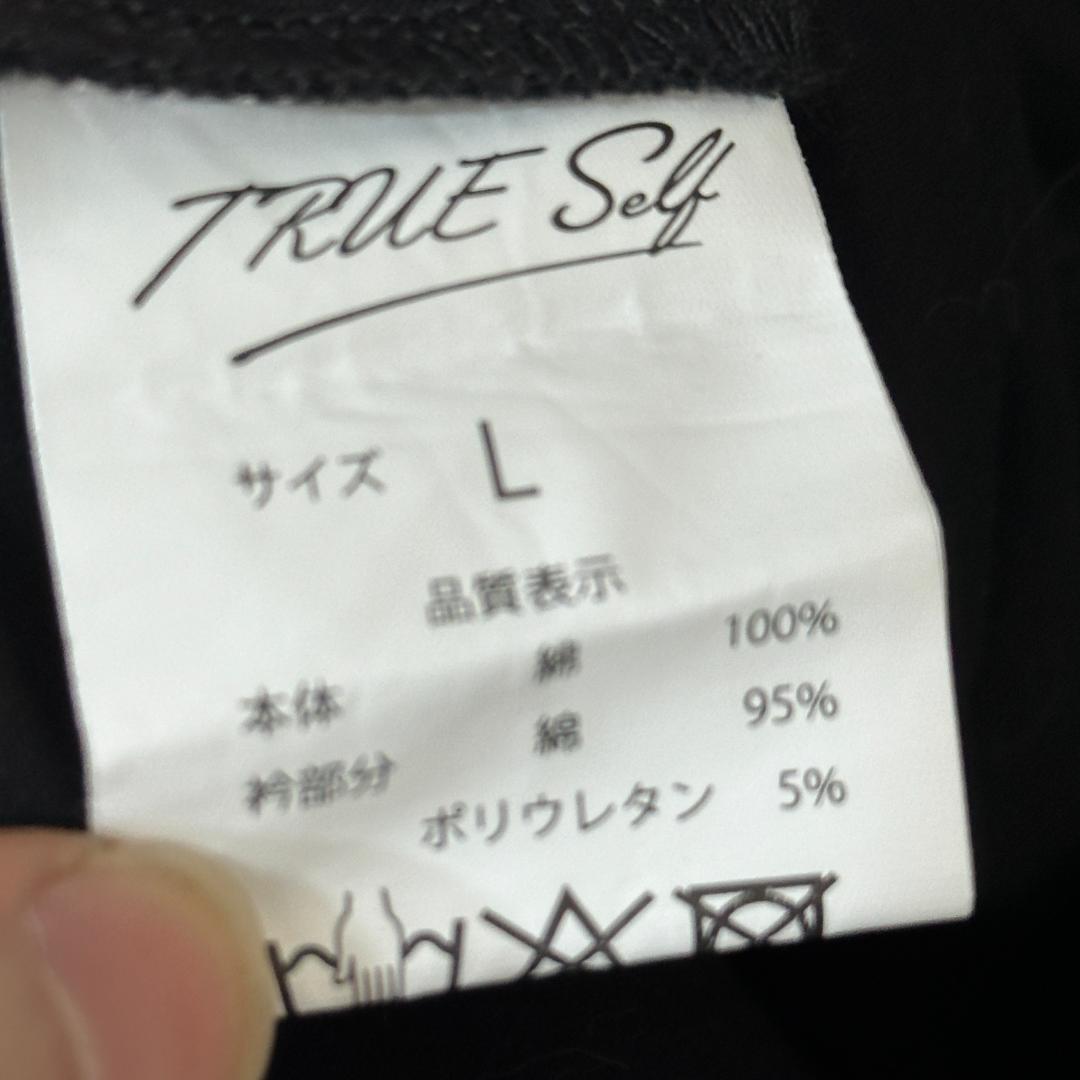 TRUE Self
サイズ L
品質表示
綿 100%
本体
綿 95%
衿部分
ポリウレタン 5%